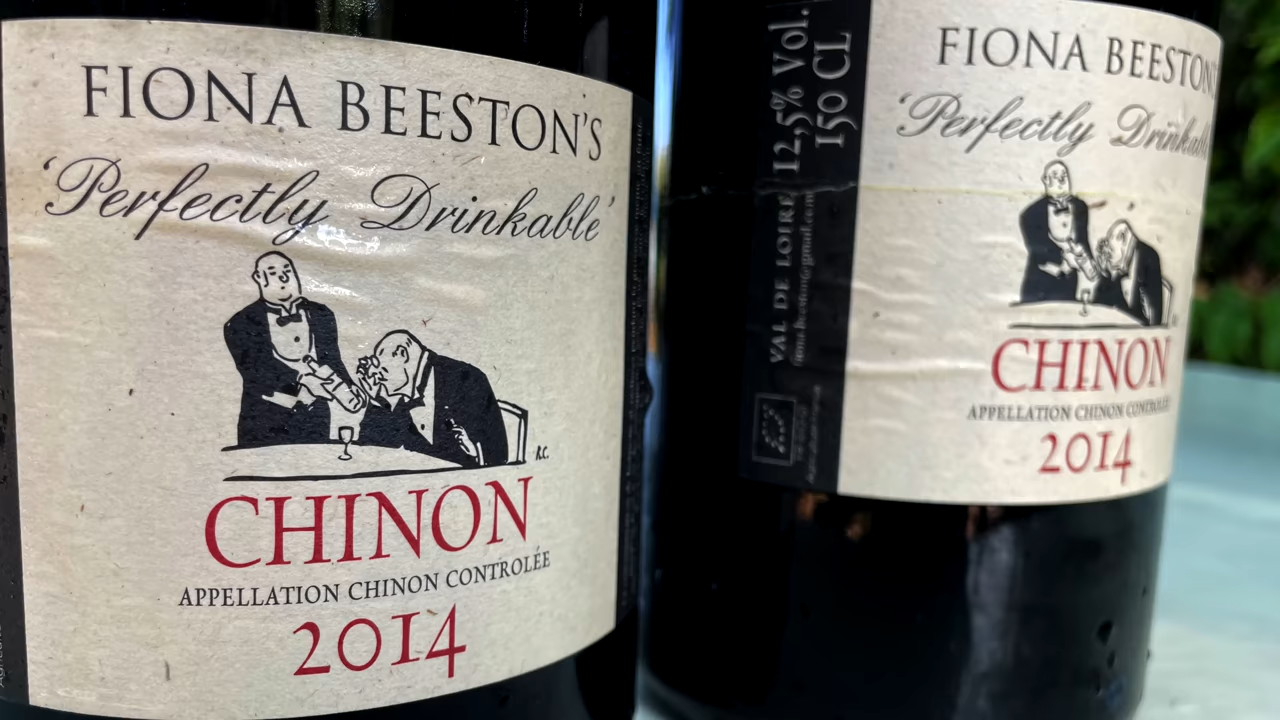 FIONA BEESTON'S
'Perfectly Drinkable'
R.C.
CHINON
APPELLATION CHINON CONTROLÉE
2014
12,5% Vol.
150 CL
VAL DE LOIRE
FIONA BEESTON'S
'Perfectly Drinkable
CHINON
APPELLATION CHINON CONTROLÉE
2014